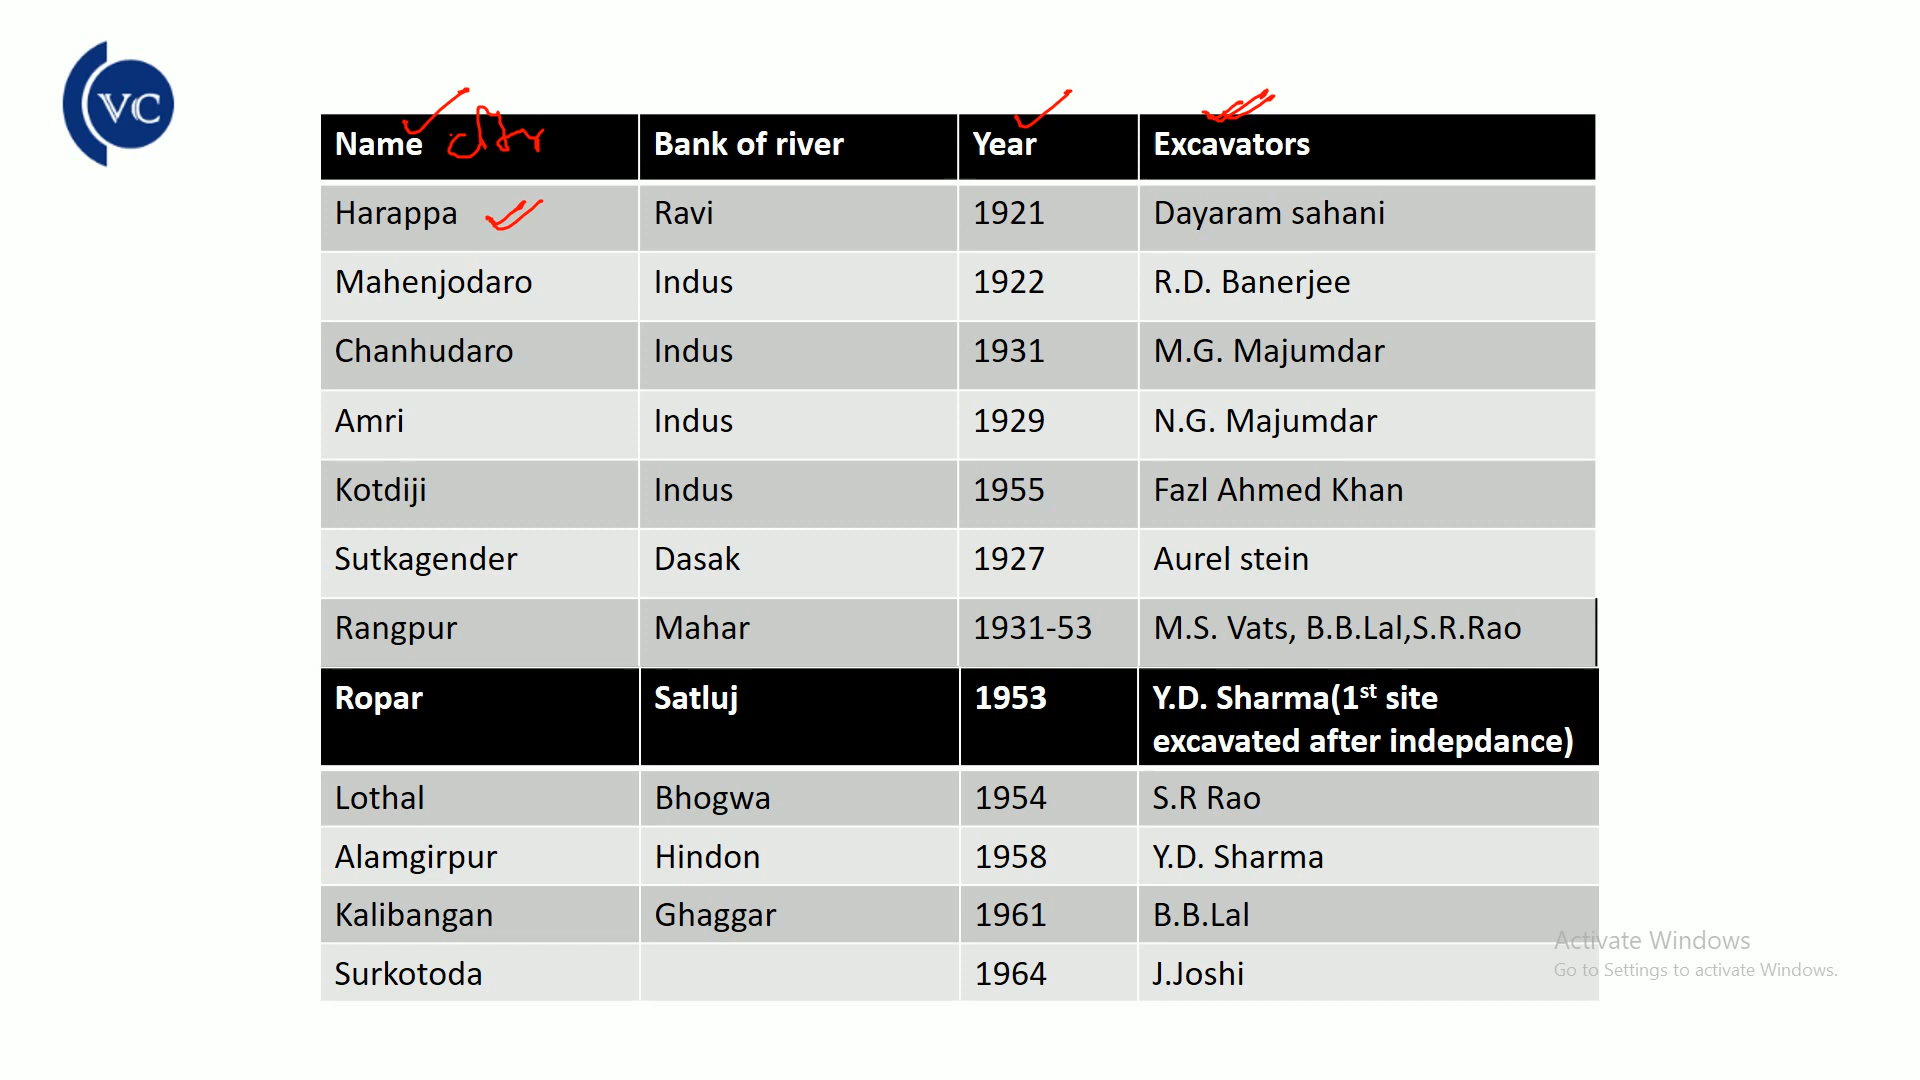 VC
Name city Bank of river Year Excavators
Harappa Ravi 1921 Dayaram sahani
Mahenjodaro Indus 1922 R.D. Banerjee
Chanhudaro Indus 1931 M.G. Majumdar
Amri Indus 1929 N.G. Majumdar
Kotdiji Indus 1955 Fazl Ahmed Khan
Sutkagender Dasak 1927 Aurel stein
Rangpur Mahar 1931-53 M.S. Vats, B.B.Lal,S.R.Rao
Ropar Satluj 1953 Y.D. Sharma(1st site
excavated after indepdance)
Lothal Bhogwa 1954 S.R Rao
Alamgirpur Hindon 1958 Y.D. Sharma
Kalibangan Ghaggar 1961 B.B.Lal
Surkotoda 1964 J.Joshi
Activate Windows
Go to Settings to activate Windows.